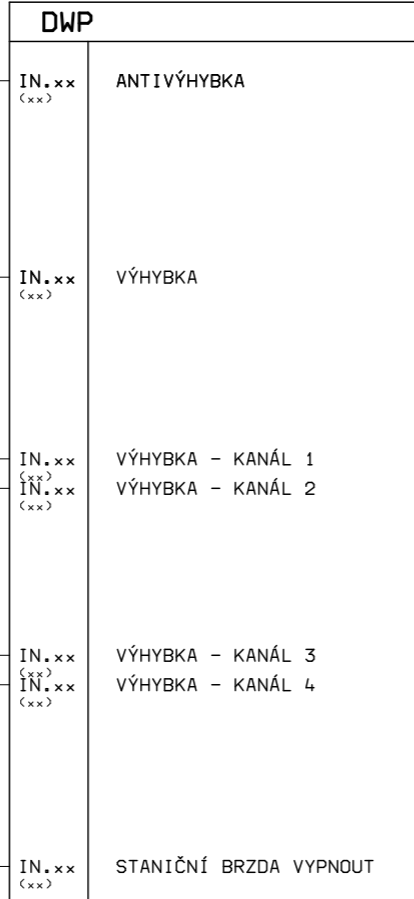 DWP
IN.xx ANTIVÝHYBKA
(xx)
IN.xx VÝHYBKA
(xx)
IN.xx VÝHYBKA - KANÁL 1
(xx)
IN.xx VÝHYBKA - KANÁL 2
(xx)
IN.xx VÝHYBKA - KANÁL 3
(xx)
IN.xx VÝHYBKA - KANÁL 4
(xx)
IN.xx STANIČNÍ BRZDA VYPNOUT
(xx)